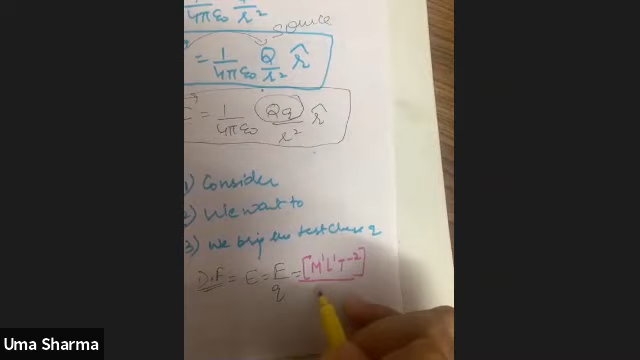 1/4πε₀ q/r²
source
= 1/4πε₀ Q/r² r̂
= 1/4πε₀ Qq/r² r̂
1) Consider
2) We want to
3) We bring the test charge q
D.F = E = F/q = [M¹L¹T⁻²]
Uma Sharma